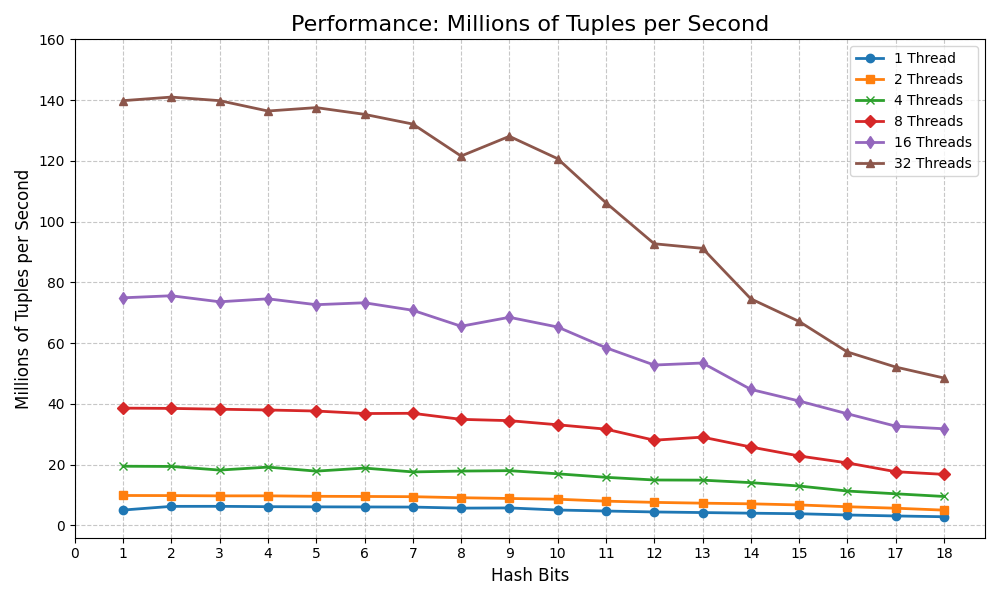 Performance: Millions of Tuples per Second
Millions of Tuples per Second
160
140
120
100
80
60
40
20
0
1 Thread
2 Threads
4 Threads
8 Threads
16 Threads
32 Threads
0 1 2 3 4 5 6 7 8 9 10 11 12 13 14 15 16 17 18
Hash Bits